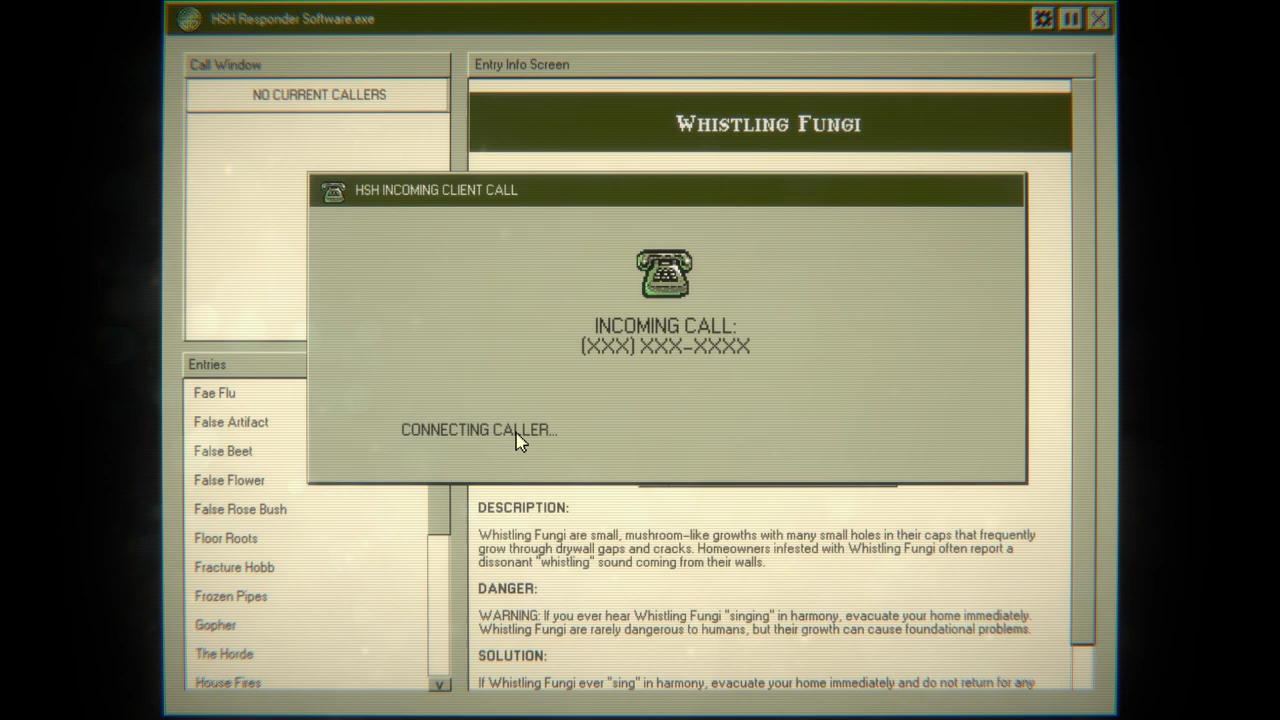 HSH Responder Software.exe
Call Window
NO CURRENT CALLERS
Entry Info Screen
Whistling Fungi
HSH INCOMING CLIENT CALL
INCOMING CALL:
(XXX) XXX-XXXX
CONNECTING CALLER...
Entries
Fae Flu
False Artifact
False Beet
False Flower
False Rose Bush
Floor Roots
Fracture Hobb
Frozen Pipes
Gopher
The Horde
House Fires
V
DESCRIPTION:
Whistling Fungi are small, mushroom-like growths with many small holes in their caps that frequently
grow through drywall gaps and cracks. Homeowners infested with Whistling Fungi often report a
dissonant "whistling" sound coming from their walls.
DANGER:
WARNING: If you ever hear Whistling Fungi "singing" in harmony, evacuate your home immediately.
Whistling Fungi are rarely dangerous to humans, but their growth can cause foundational problems.
SOLUTION:
If Whistling Fungi ever "sing" in harmony, evacuate your home immediately and do not return for any